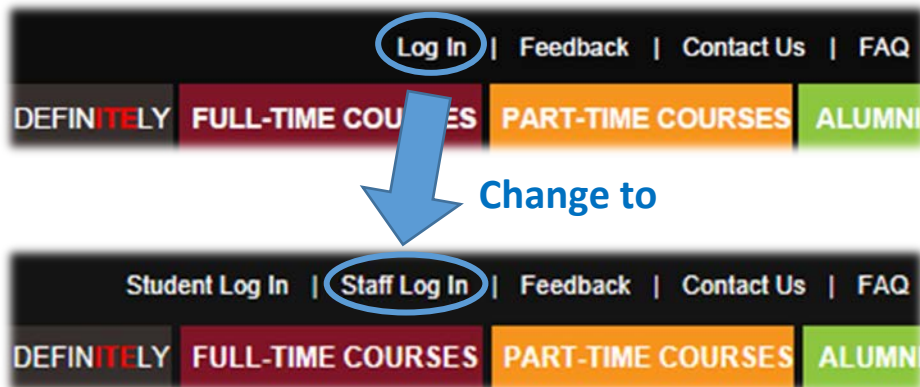 Log In | Feedback | Contact Us | FAQ
DEFINITELY FULL-TIME COURSES PART-TIME COURSES ALUMNI
Change to
Student Log In | Staff Log In | Feedback | Contact Us | FAQ
DEFINITELY FULL-TIME COURSES PART-TIME COURSES ALUMNI